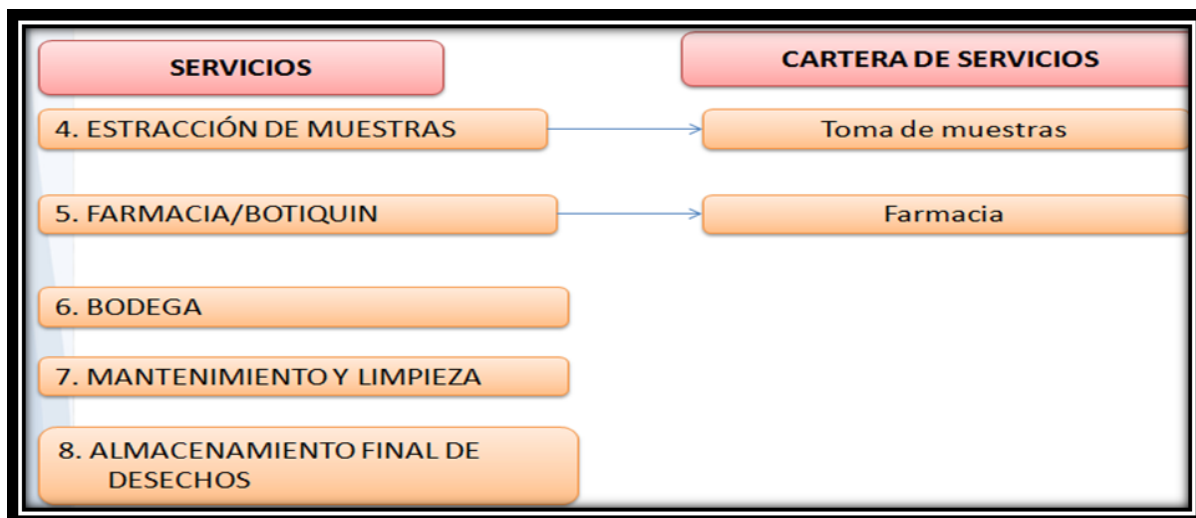 SERVICIOS
CARTERA DE SERVICIOS
4. ESTRACCIÓN DE MUESTRAS
Toma de muestras
5. FARMACIA/BOTIQUIN
Farmacia
6. BODEGA
7. MANTENIMIENTO Y LIMPIEZA
8. ALMACENAMIENTO FINAL DE
DESECHOS